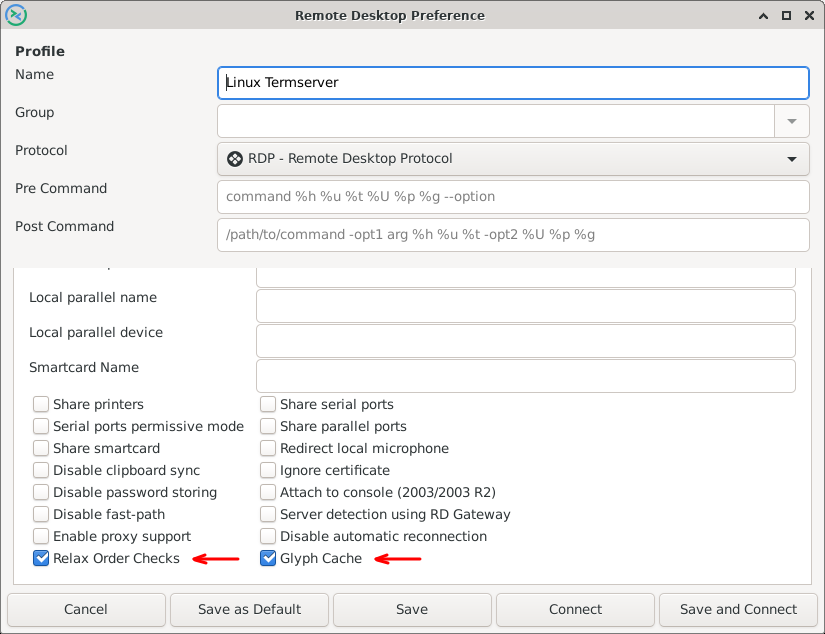 Remote Desktop Preference
Profile
Name
Linux Termserver
Group
Protocol
RDP - Remote Desktop Protocol
Pre Command
command %h %u %t %U %p %g --option
Post Command
/path/to/command -opt1 arg %h %u %t -opt2 %U %p %g
Local parallel name
Local parallel device
Smartcard Name
Share printers
Share serial ports
Serial ports permissive mode
Share parallel ports
Share smartcard
Redirect local microphone
Disable clipboard sync
Ignore certificate
Disable password storing
Attach to console (2003/2003 R2)
Disable fast-path
Server detection using RD Gateway
Enable proxy support
Disable automatic reconnection
Relax Order Checks
Glyph Cache
Cancel
Save as Default
Save
Connect
Save and Connect